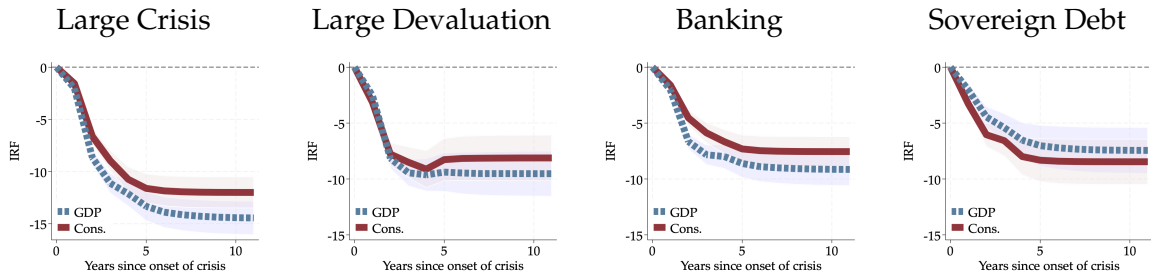 Large Crisis
0
-5
-10
-15
IRF
GDP
Cons.
0
5
10
Years since onset of crisis
Large Devaluation
0
-5
-10
-15
IRF
GDP
Cons.
0
5
10
Years since onset of crisis
Banking
0
-5
-10
-15
IRF
GDP
Cons.
0
5
10
Years since onset of crisis
Sovereign Debt
0
-5
-10
-15
IRF
GDP
Cons.
0
5
10
Years since onset of crisis